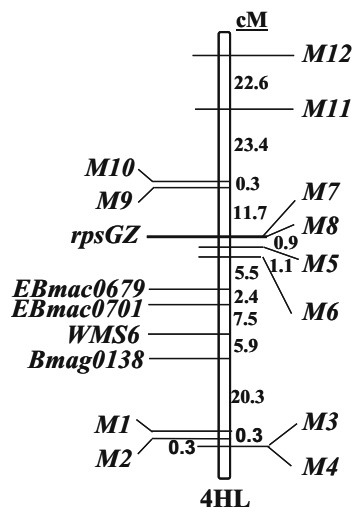 cM
M12
22.6
M11
23.4
M10
0.3
M9
M7
11.7
M8
rpsGZ
0.9
M5
1.1
5.5
EBmac0679
2.4
EBmac0701
M6
7.5
WMS6
5.9
Bmag0138
20.3
M1
M3
0.3
0.3
M2
M4
4HL